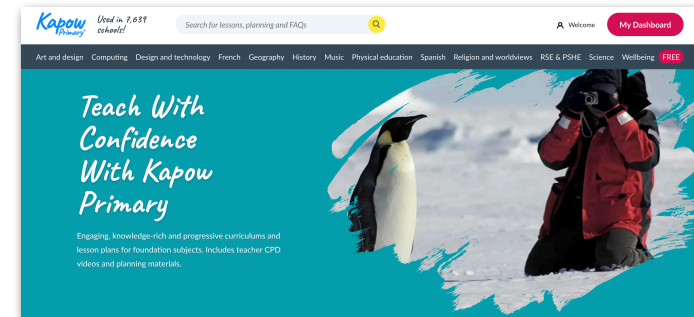 Kapow
Primary
Used in 7,639
schools!
Search for lessons, planning and FAQs
Welcome
My Dashboard
Art and design Computing Design and technology French Geography History Music Physical education Spanish Religion and worldviews RSE & PSHE Science Wellbeing FREE
Teach With
Confidence
With Kapow
Primary
Engaging, knowledge-rich and progressive curriculums and
lesson plans for foundation subjects. Includes teacher CPD
videos and planning materials.